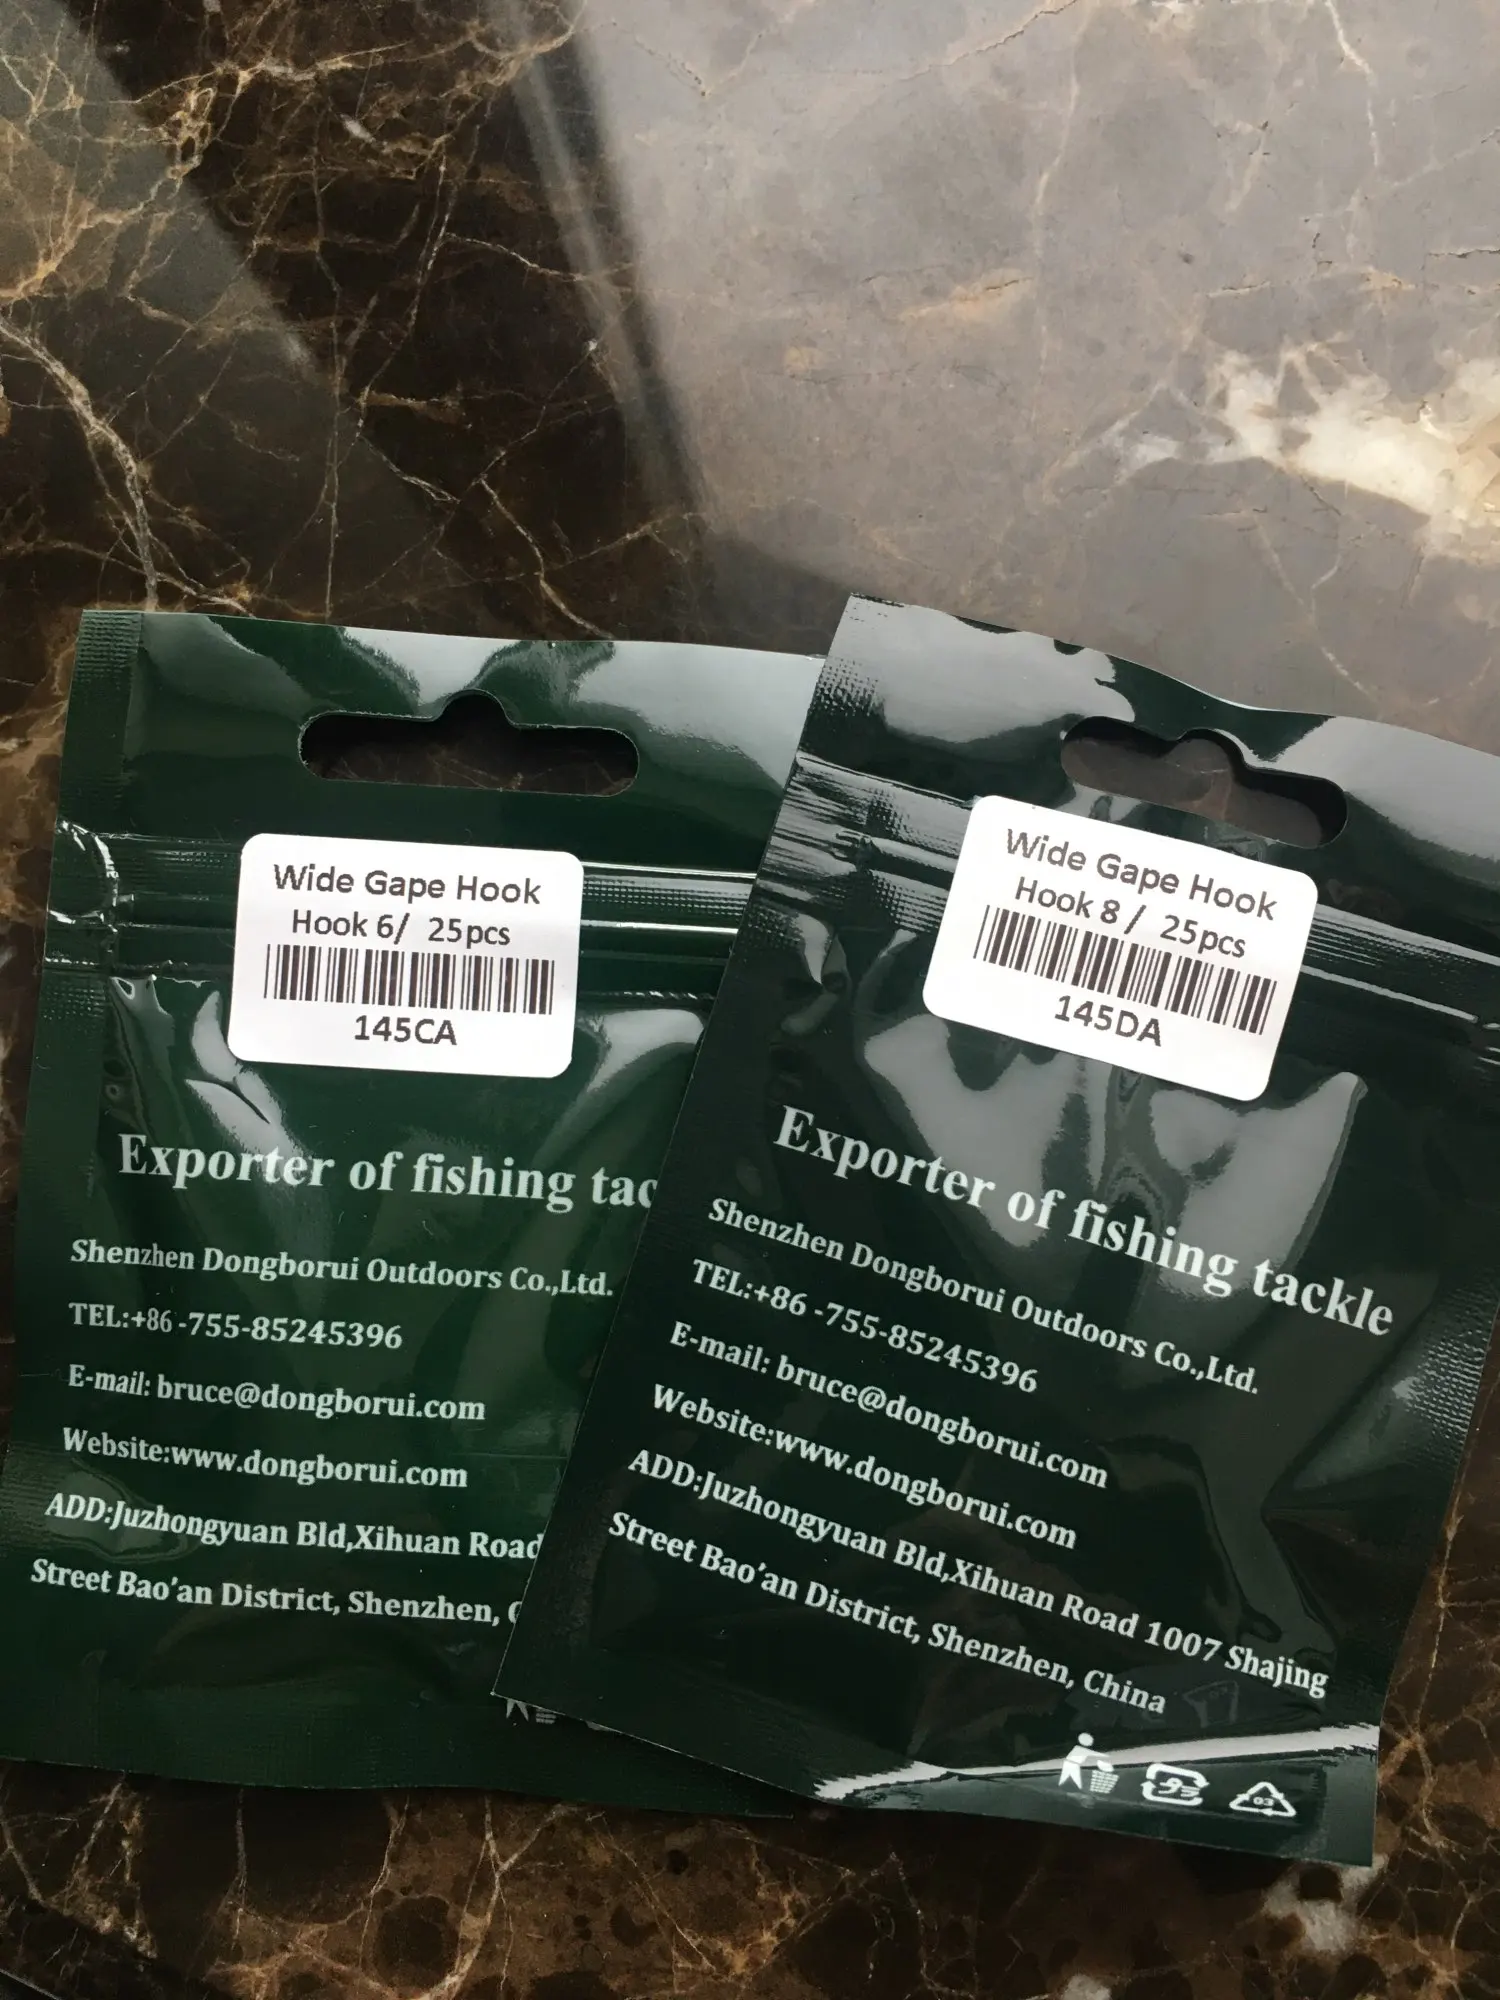 Wide Gape Hook
Hook 6/ 25pcs
145CA
Exporter of fishing tac
Shenzhen Dongborui Outdoors Co.,Ltd.
TEL:+86-755-85245396
E-mail: bruce@dongborui.com
Website:www.dongborui.com
ADD:Juzhongyuan Bld,Xihuan Road
Street Bao'an District, Shenzhen,
Wide Gape Hook
Hook 8 / 25pcs
145DA
Exporter of fishing tackle
Shenzhen Dongborui Outdoors Co.,Ltd.
TEL:+86 -755-85245396
E-mail: bruce@dongborui.com
Website:www.dongborui.com
ADD:Juzhongyuan Bld,Xihuan Road 1007 Shajing
Street Bao'an District, Shenzhen, China
03